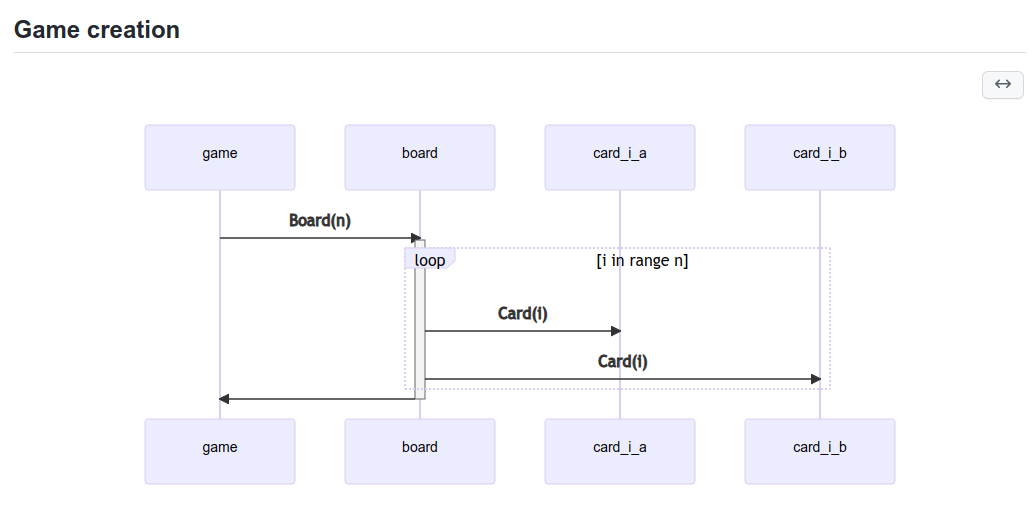 Game creation
game board card_i_a card_i_b
Board(n)
loop [i in range n]
Card(i)
Card(i)
game board card_i_a card_i_b